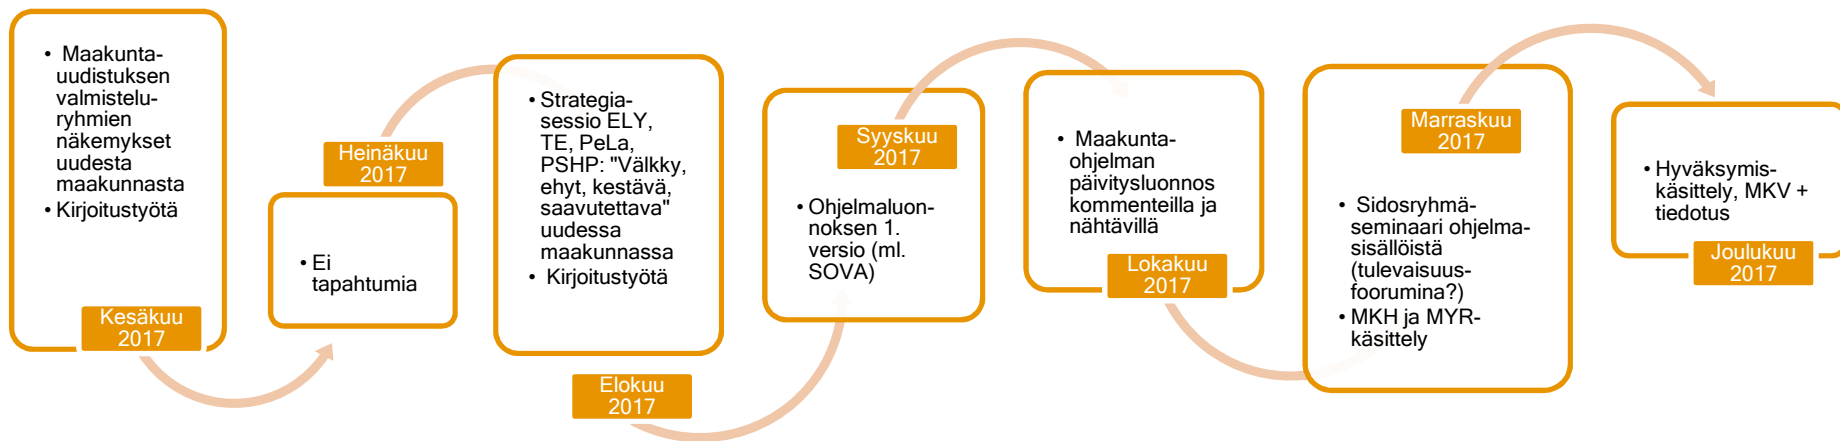 • Maakunta-
uudistuksen
valmistelu-
ryhmien
näkemykset
uudesta
maakunnasta
• Kirjoitustyötä
Kesäkuu
2017
Heinäkuu
2017
• Ei
tapahtumia
• Strategia-
sessio ELY,
TE, PeLa,
PSHP: "Välkky,
ehyt, kestävä,
saavutettava"
uudessa
maakunnassa
• Kirjoitustyötä
Elokuu
2017
Syyskuu
2017
• Ohjelmaluon-
noksen 1.
versio (ml.
SOVA)
• Maakunta-
ohjelman
päivitysluonnos
kommenteilla ja
nähtävillä
Lokakuu
2017
Marraskuu
2017
• Sidosryhmä-
seminaari ohjelma-
sisällöistä
(tulevaisuus-
foorumina?)
• MKH ja MYR-
käsittely
• Hyväksymis-
käsittely, MKV +
tiedotus
Joulukuu
2017